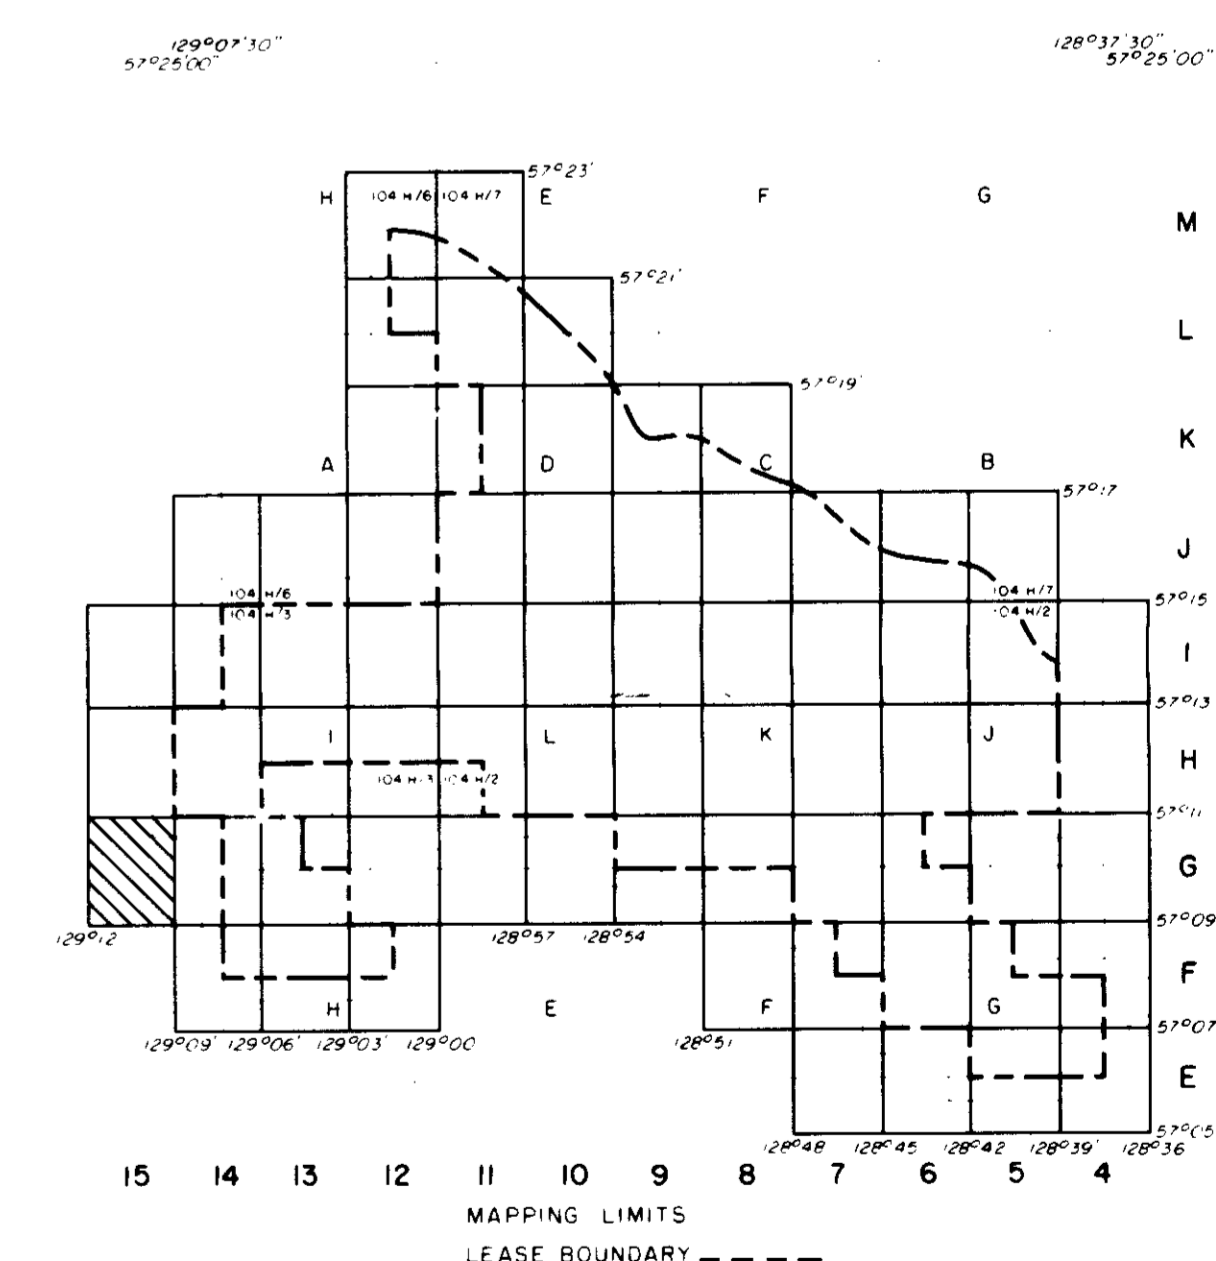 129°07'30"
128°37'30"
57°25'00"
57°25'00"
57°23'
H
104 H/6
104 H/7
E
F
G
M
57°21'
L
57°19'
K
A
D
C
B
57°17
J
104 H/6
104 H/7
104 H/3
104 H/2
57°15
I
57°13
I
L
K
J
H
104 H/3
104 H/2
57°11
G
57°09
129°12
128°57
128°54
F
H
E
F
G
57°07
129°09'
129°06'
129°03'
129°00
128°51
E
57°05
128°48
128°45
128°42
128°39'
128°36
15 14 13 12 11 10 9 8 7 6 5 4
MAPPING LIMITS
LEASE BOUNDARY